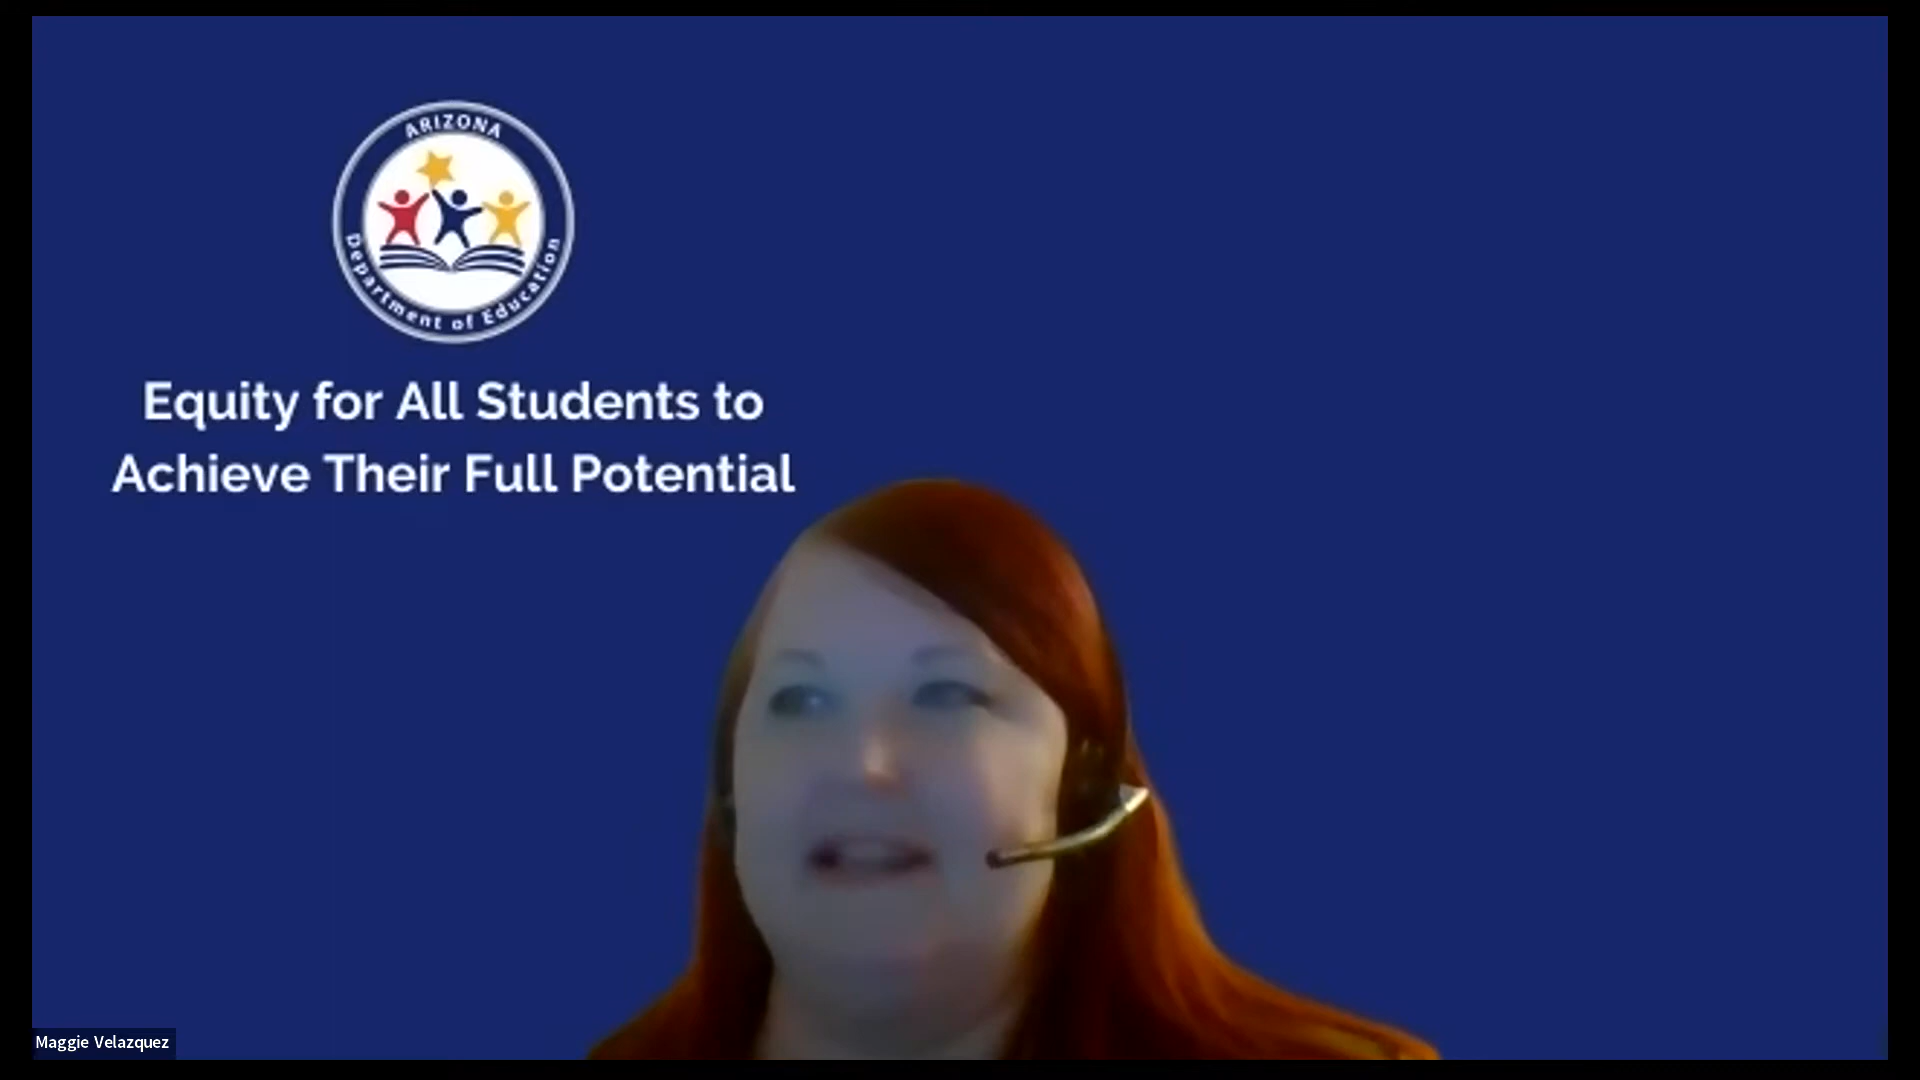 ARIZONA
Department of Education
Equity for All Students to
Achieve Their Full Potential
Maggie Velazquez